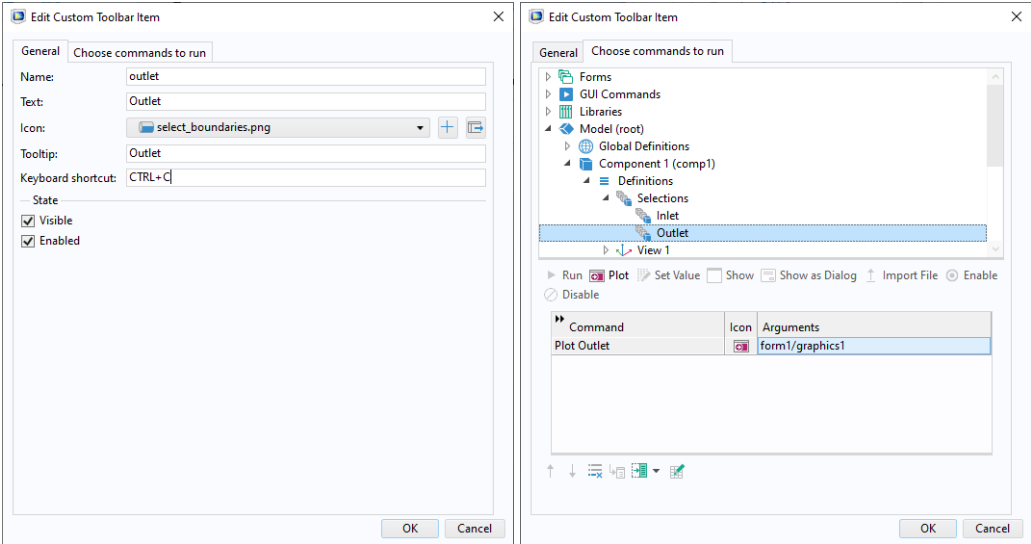 Edit Custom Toolbar Item
General Choose commands to run
Name: outlet
Text: Outlet
Icon: select_boundaries.png
Tooltip: Outlet
Keyboard shortcut: CTRL+C
State
Visible
Enabled
OK Cancel
Edit Custom Toolbar Item
General Choose commands to run
Forms
GUI Commands
Libraries
Model (root)
Global Definitions
Component 1 (comp1)
Definitions
Selections
Inlet
Outlet
View 1
Run Plot Set Value Show Show as Dialog Import File Enable
Disable
Command Icon Arguments
Plot Outlet form1/graphics1
OK Cancel